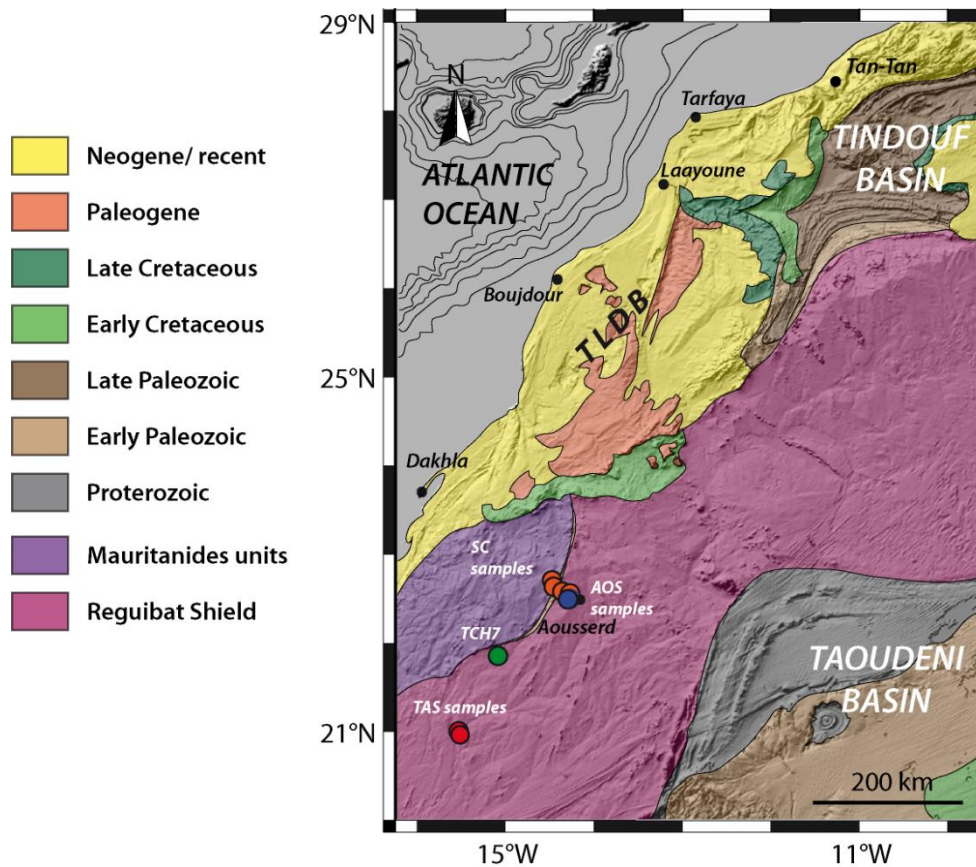 Neogene/ recent
Paleogene
Late Cretaceous
Early Cretaceous
Late Paleozoic
Early Paleozoic
Proterozoic
Mauritanides units
Reguibat Shield
29°N
25°N
21°N
15°W
11°W
N
ATLANTIC
OCEAN
Tan-Tan
Tarfaya
TINDOUF
BASIN
Laayoune
Boujdour
TLDB
Dakhla
SC
samples
AOS
samples
Aousserd
TCH7
TAS samples
TAOUDENI
BASIN
200 km